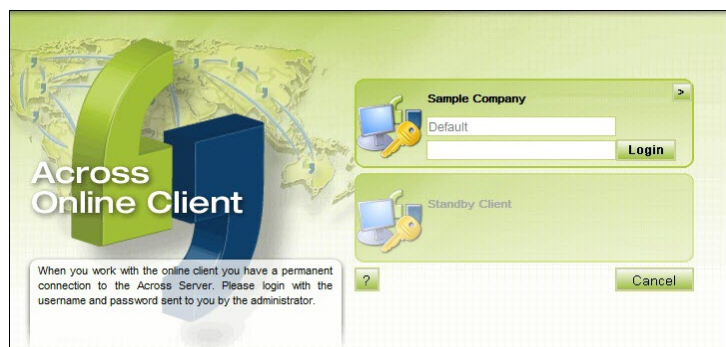 Across
Online Client
When you work with the online client you have a permanent
connection to the Across Server. Please login with the
username and password sent to you by the administrator.
Sample Company
>
Default
Login
Standby Client
?
Cancel